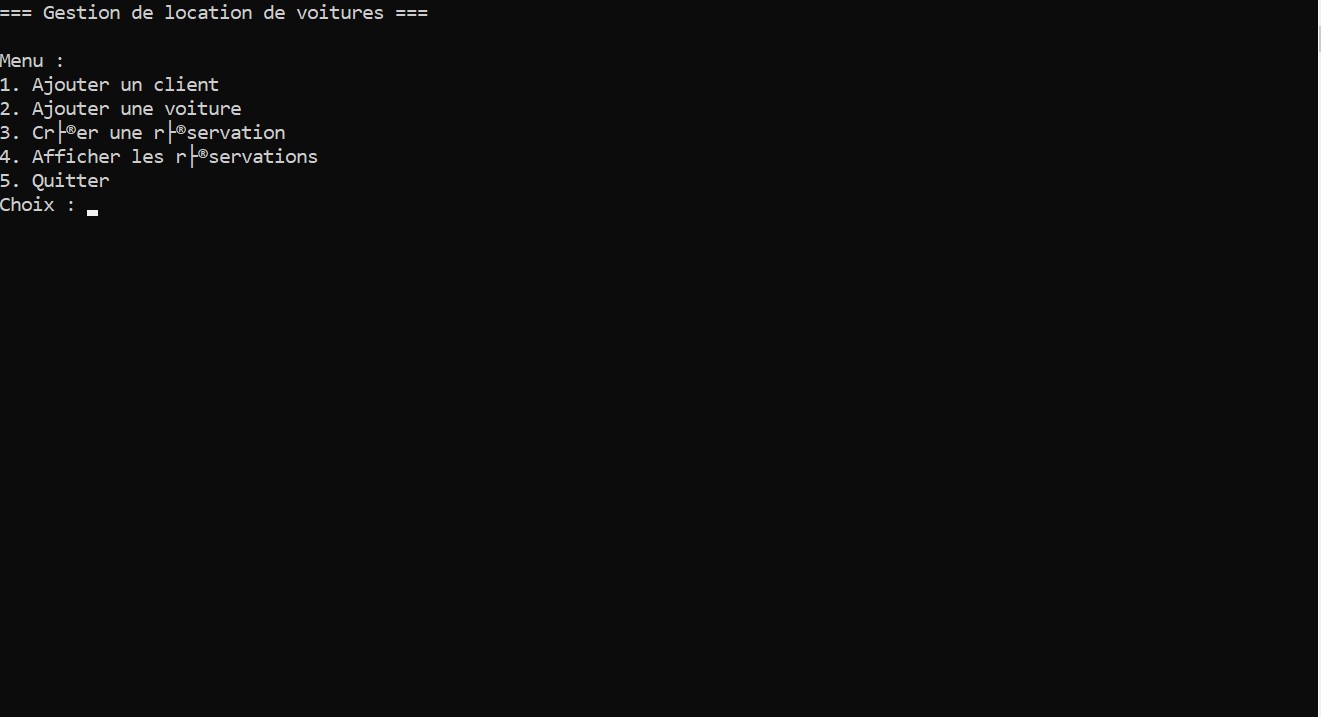 === Gestion de location de voitures ===
Menu :
1. Ajouter un client
2. Ajouter une voiture
3. Cr├®er une r├®servation
4. Afficher les r├®servations
5. Quitter
Choix :